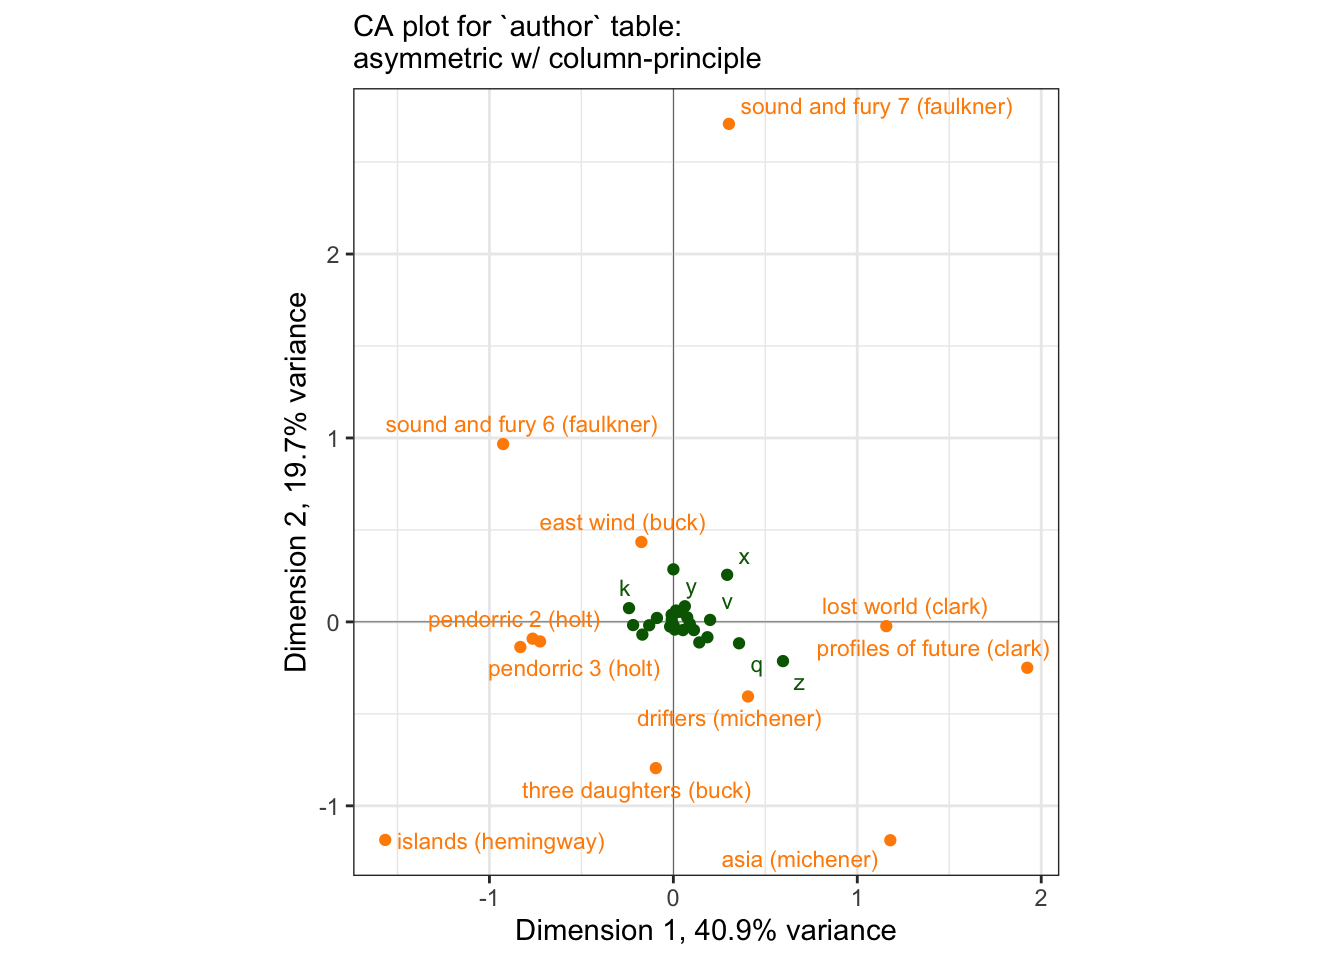 CA plot for `author` table:
asymmetric w/ column-principle
sound and fury 7 (faulkner)
2
sound and fury 6 (faulkner)
1
east wind (buck)
x
k
y
v
lost world (clark)
pendorric 2 (holt)
0
profiles of future (clark)
pendorric 3 (holt)
q
z
drifters (michener)
three daughters (buck)
-1
islands (hemingway)
asia (michener)
Dimension 2, 19.7% variance
-1
0
1
2
Dimension 1, 40.9% variance